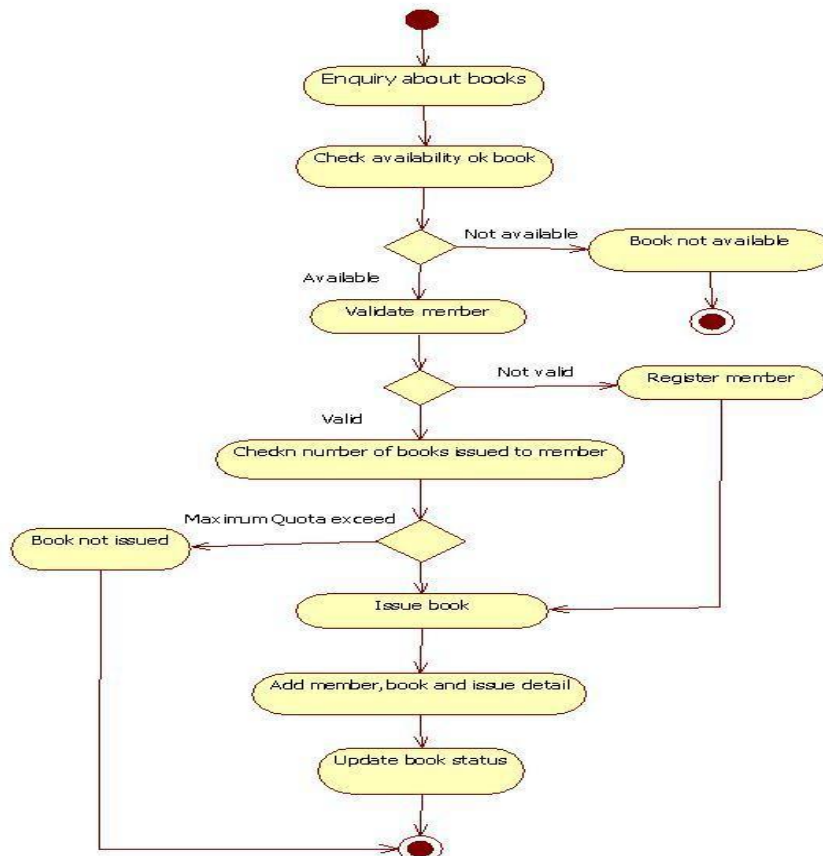 Enquiry about books
Check availability ok book
Not available
Book not available
Available
Validate member
Not valid
Register member
Valid
Checkn number of books issued to member
Maximum Quota exceed
Book not issued
Issue book
Add member,book and issue detail
Update book status